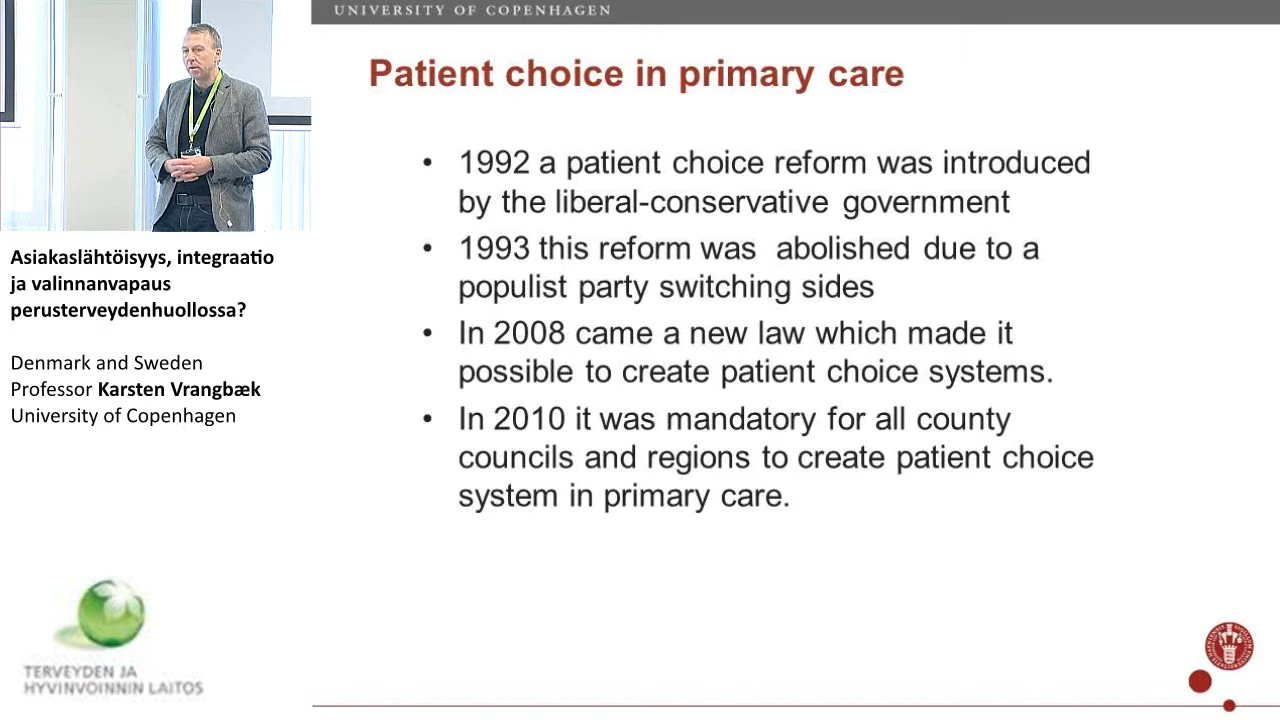 UNIVERSITY OF COPENHAGEN
Patient choice in primary care
• 1992 a patient choice reform was introduced
by the liberal-conservative government
• 1993 this reform was abolished due to a
populist party switching sides
• In 2008 came a new law which made it
possible to create patient choice systems.
• In 2010 it was mandatory for all county
councils and regions to create patient choice
system in primary care.
Asiakaslähtöisyys, integraatio
ja valinnanvapaus
perusterveydenhuollossa?
Denmark and Sweden
Professor Karsten Vrangbæk
University of Copenhagen
TERVEYDEN JA
HYVINVOINNIN LAITOS